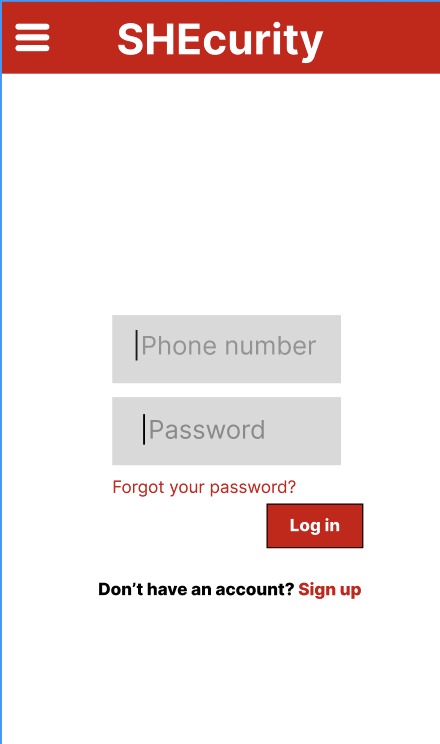 SHEcurity
Phone number
Password
Forgot your password?
Log in
Don’t have an account? Sign up